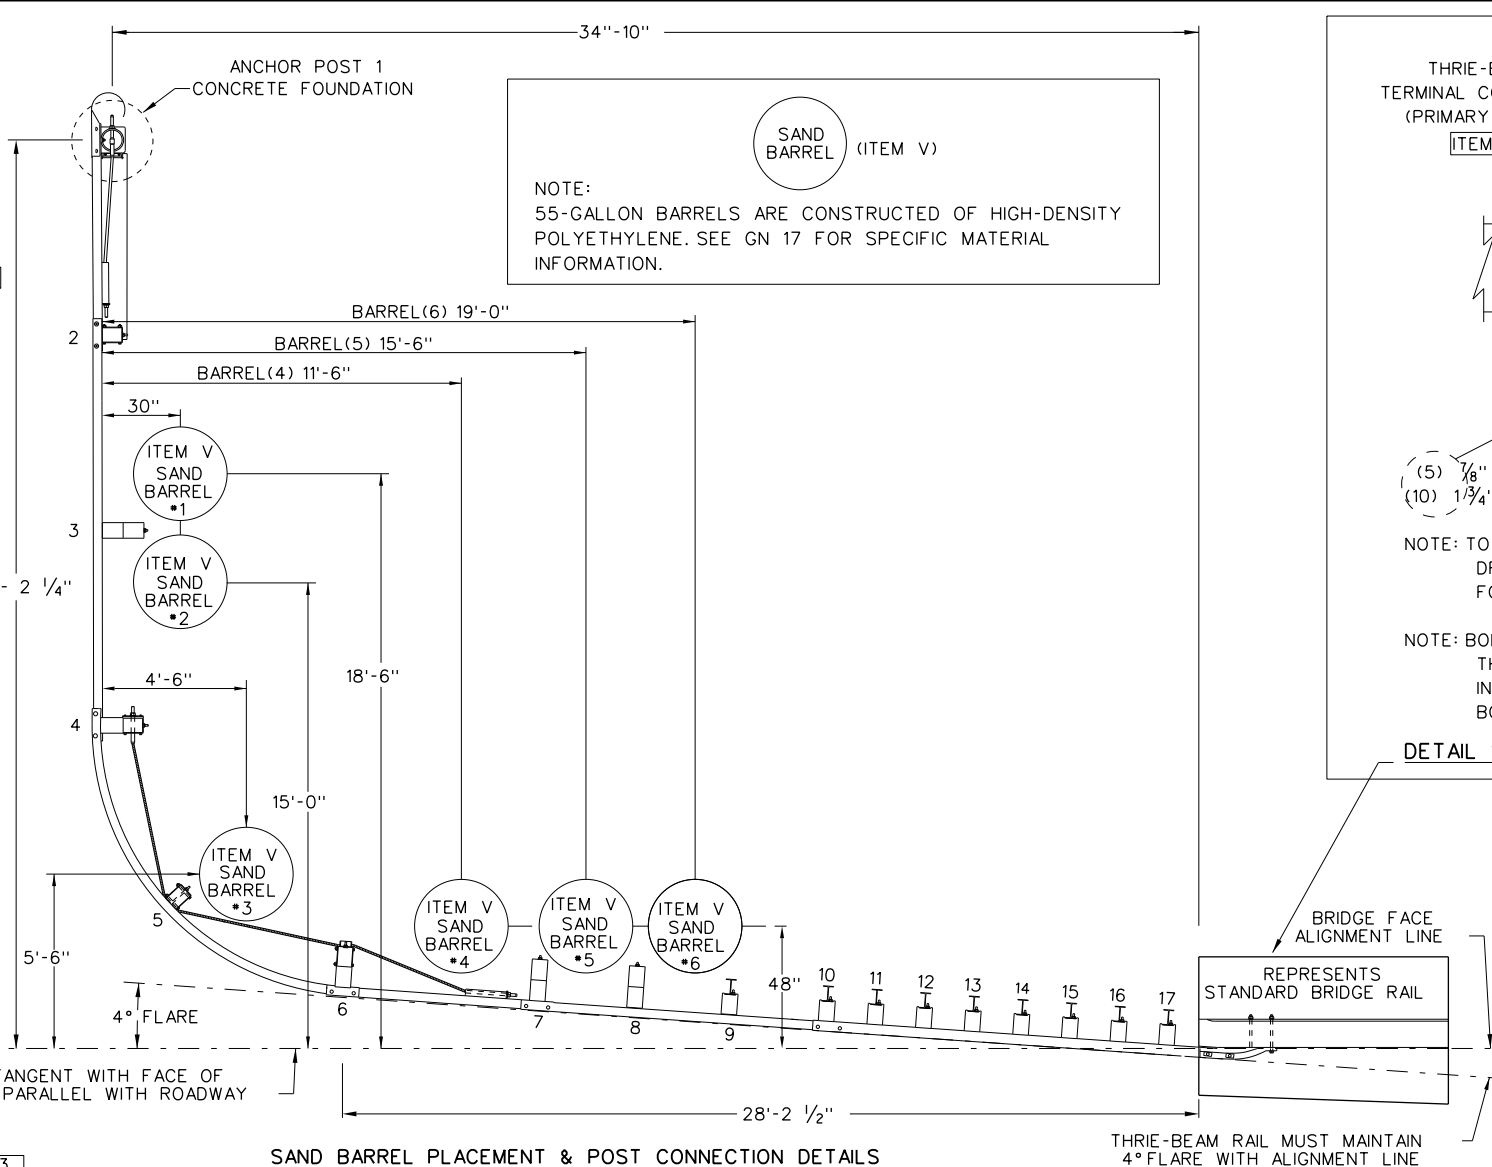 34"-10"
ANCHOR POST 1
CONCRETE FOUNDATION
SAND
BARREL
(ITEM V)
NOTE:
55-GALLON BARRELS ARE CONSTRUCTED OF HIGH-DENSITY
POLYETHYLENE. SEE GN 17 FOR SPECIFIC MATERIAL
INFORMATION.
THRIE-B
TERMINAL CO
(PRIMARY
ITEM
BARREL(6) 19'-0"
2
BARREL(5) 15'-6"
BARREL(4) 11'-6"
30"
ITEM V
SAND
BARREL
#1
3
ITEM V
SAND
BARREL
#2
- 2 1/4"
18'-6"
4'-6"
4
15'-0"
ITEM V
SAND
BARREL
#3
5
5'-6"
4° FLARE
ITEM V
SAND
BARREL
#4
ITEM V
SAND
BARREL
#5
ITEM V
SAND
BARREL
#6
48"
6
7
8
9
10
11
12
13
14
15
16
17
(5) 7/8"
(10) 1 3/4"
NOTE: TO
DR
FO
NOTE: BOL
TH
IN
BO
DETAIL
BRIDGE FACE
ALIGNMENT LINE
REPRESENTS
STANDARD BRIDGE RAIL
TANGENT WITH FACE OF
PARALLEL WITH ROADWAY
28'-2 1/2"
THRIE-BEAM RAIL MUST MAINTAIN
4° FLARE WITH ALIGNMENT LINE
3
SAND BARREL PLACEMENT & POST CONNECTION DETAILS